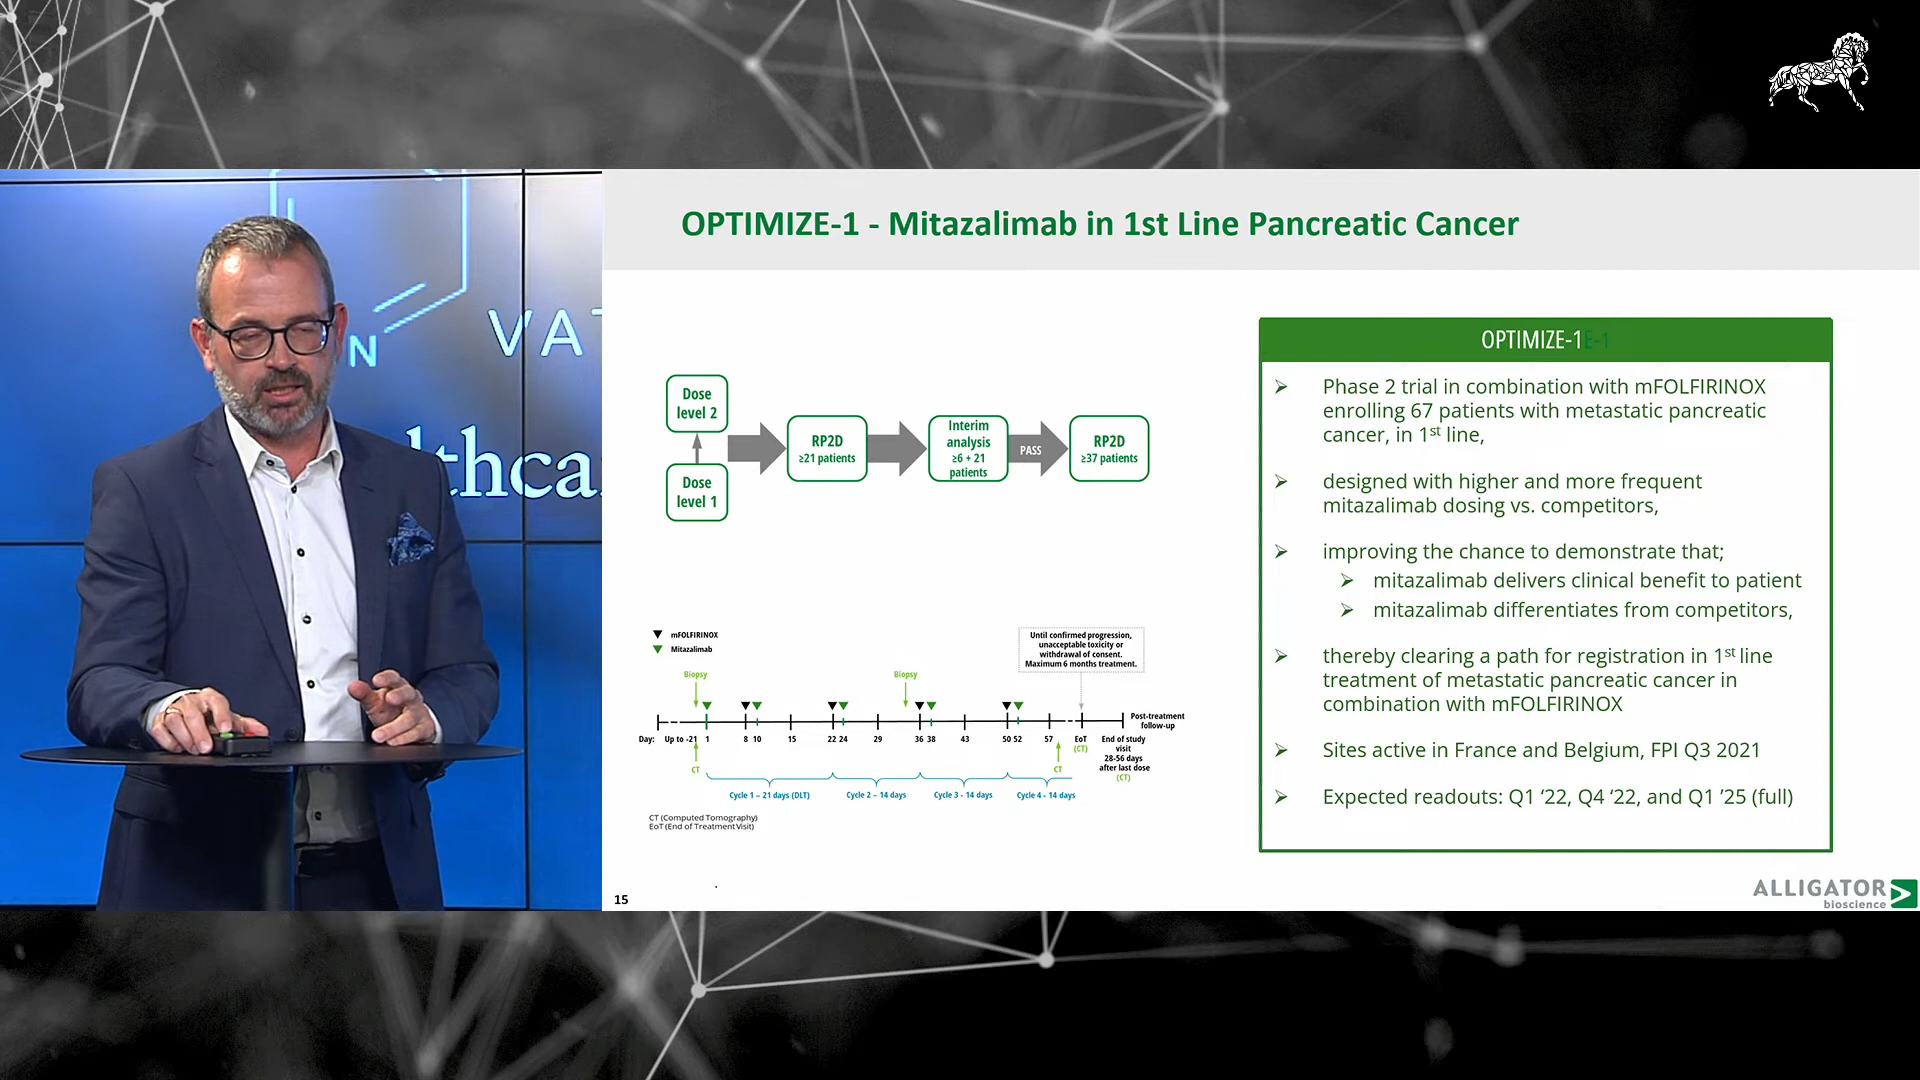 N
VAT
lthca
OPTIMIZE-1 - Mitazalimab in 1st Line Pancreatic Cancer
Dose
level 2
Dose
level 1
RP2D
≥21 patients
Interim
analysis
≥6 + 21
patients
PASS
RP2D
≥37 patients
mFOLFIRINOX
Mitazalimab
Until confirmed progression,
unacceptable toxicity or
withdrawal of consent.
Maximum 6 months treatment.
Biopsy
Biopsy
Post-treatment
follow-up
Day: Up to -21 1 8 10 15 22 24 29 36 38 43 50 52 57 EoT
(CT)
End of study
visit
28-56 days
after last dose
(CT)
CT
CT
Cycle 1 – 21 days (DLT) Cycle 2 – 14 days Cycle 3 - 14 days Cycle 4 - 14 days
CT (Computed Tomography)
EoT (End of Treatment Visit)
15
OPTIMIZE-1E-1
Phase 2 trial in combination with mFOLFIRINOX
enrolling 67 patients with metastatic pancreatic
cancer, in 1st line,
designed with higher and more frequent
mitazalimab dosing vs. competitors,
improving the chance to demonstrate that;
mitazalimab delivers clinical benefit to patient
mitazalimab differentiates from competitors,
thereby clearing a path for registration in 1st line
treatment of metastatic pancreatic cancer in
combination with mFOLFIRINOX
Sites active in France and Belgium, FPI Q3 2021
Expected readouts: Q1 ‘22, Q4 ‘22, and Q1 ’25 (full)
ALLIGATOR
bioscience